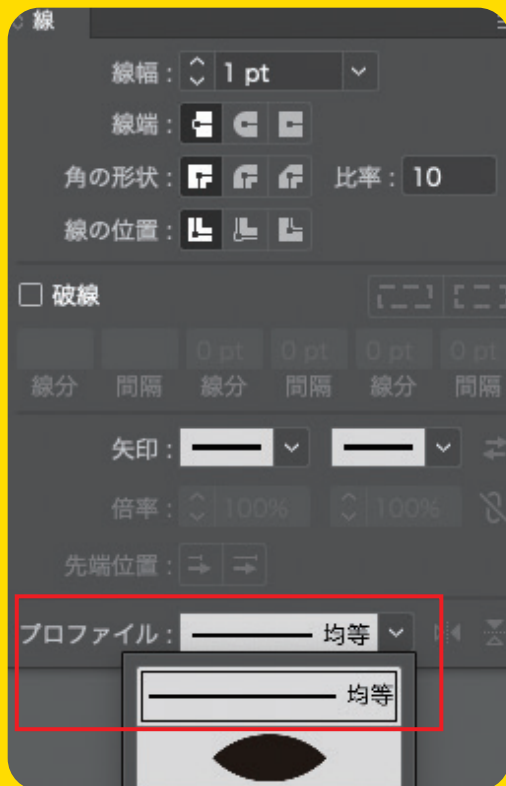 線
線幅 : 1 pt
線端 :
角の形状 : 比率 : 10
線の位置 :
破線
0 pt 0 pt 0 pt 0 pt
線分 間隔 線分 間隔 線分 間隔
矢印 :
倍率 : 100% 100%
先端位置 :
プロファイル : 均等
均等